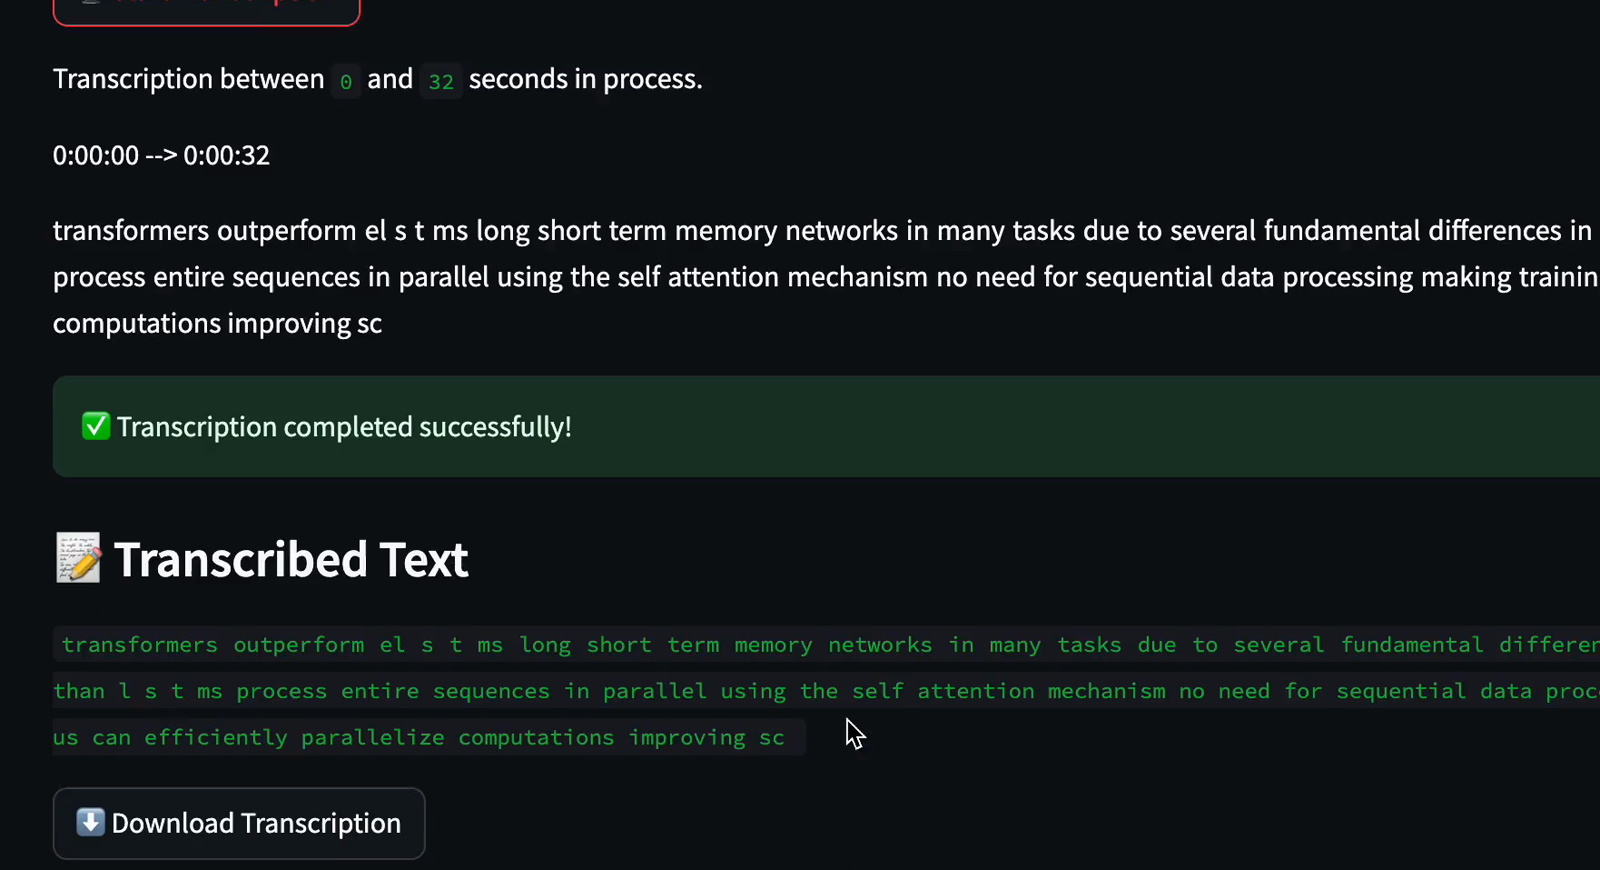 Transcription between 0 and 32 seconds in process.
0:00:00 --> 0:00:32
transformers outperform el s t ms long short term memory networks in many tasks due to several fundamental differences in
process entire sequences in parallel using the self attention mechanism no need for sequential data processing making
computations improving sc
✅ Transcription completed successfully!
📝 Transcribed Text
transformers outperform el s t ms long short term memory networks in many tasks due to several fundamental
than l s t ms process entire sequences in parallel using the self attention mechanism no need for sequential data
us can efficiently parallelize computations improving sc
⬇️ Download Transcription